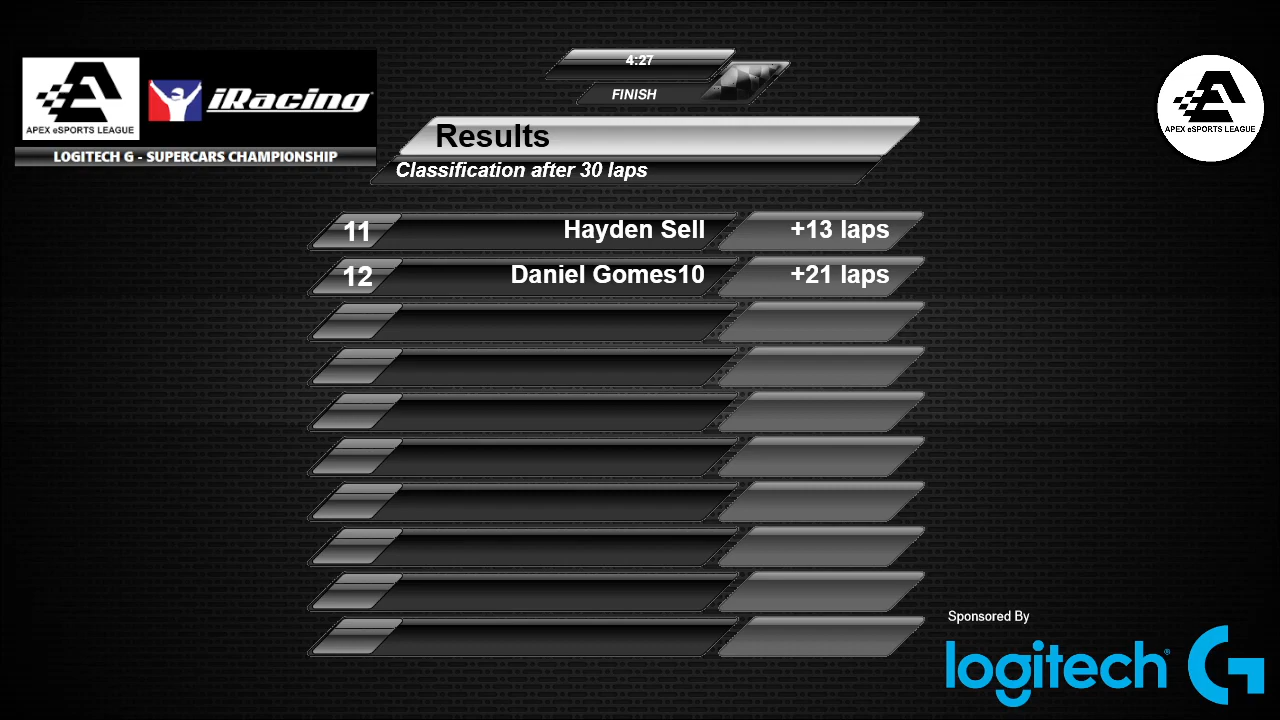 4:27
FINISH
APEX eSPORTS LEAGUE
iRacing
LOGITECH G - SUPERCARS CHAMPIONSHIP
APEX eSPORTS LEAGUE
Results
Classification after 30 laps
11 Hayden Sell +13 laps
12 Daniel Gomes10 +21 laps
Sponsored By
logitech G